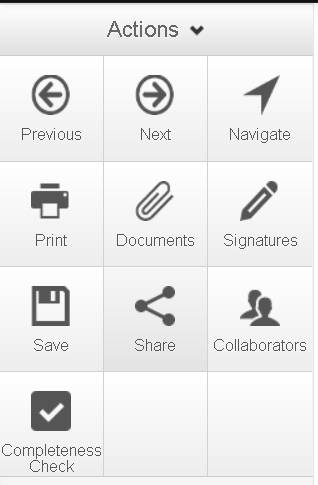 Actions
Previous
Next
Navigate
Print
Documents
Signatures
Save
Share
Collaborators
Completeness
Check